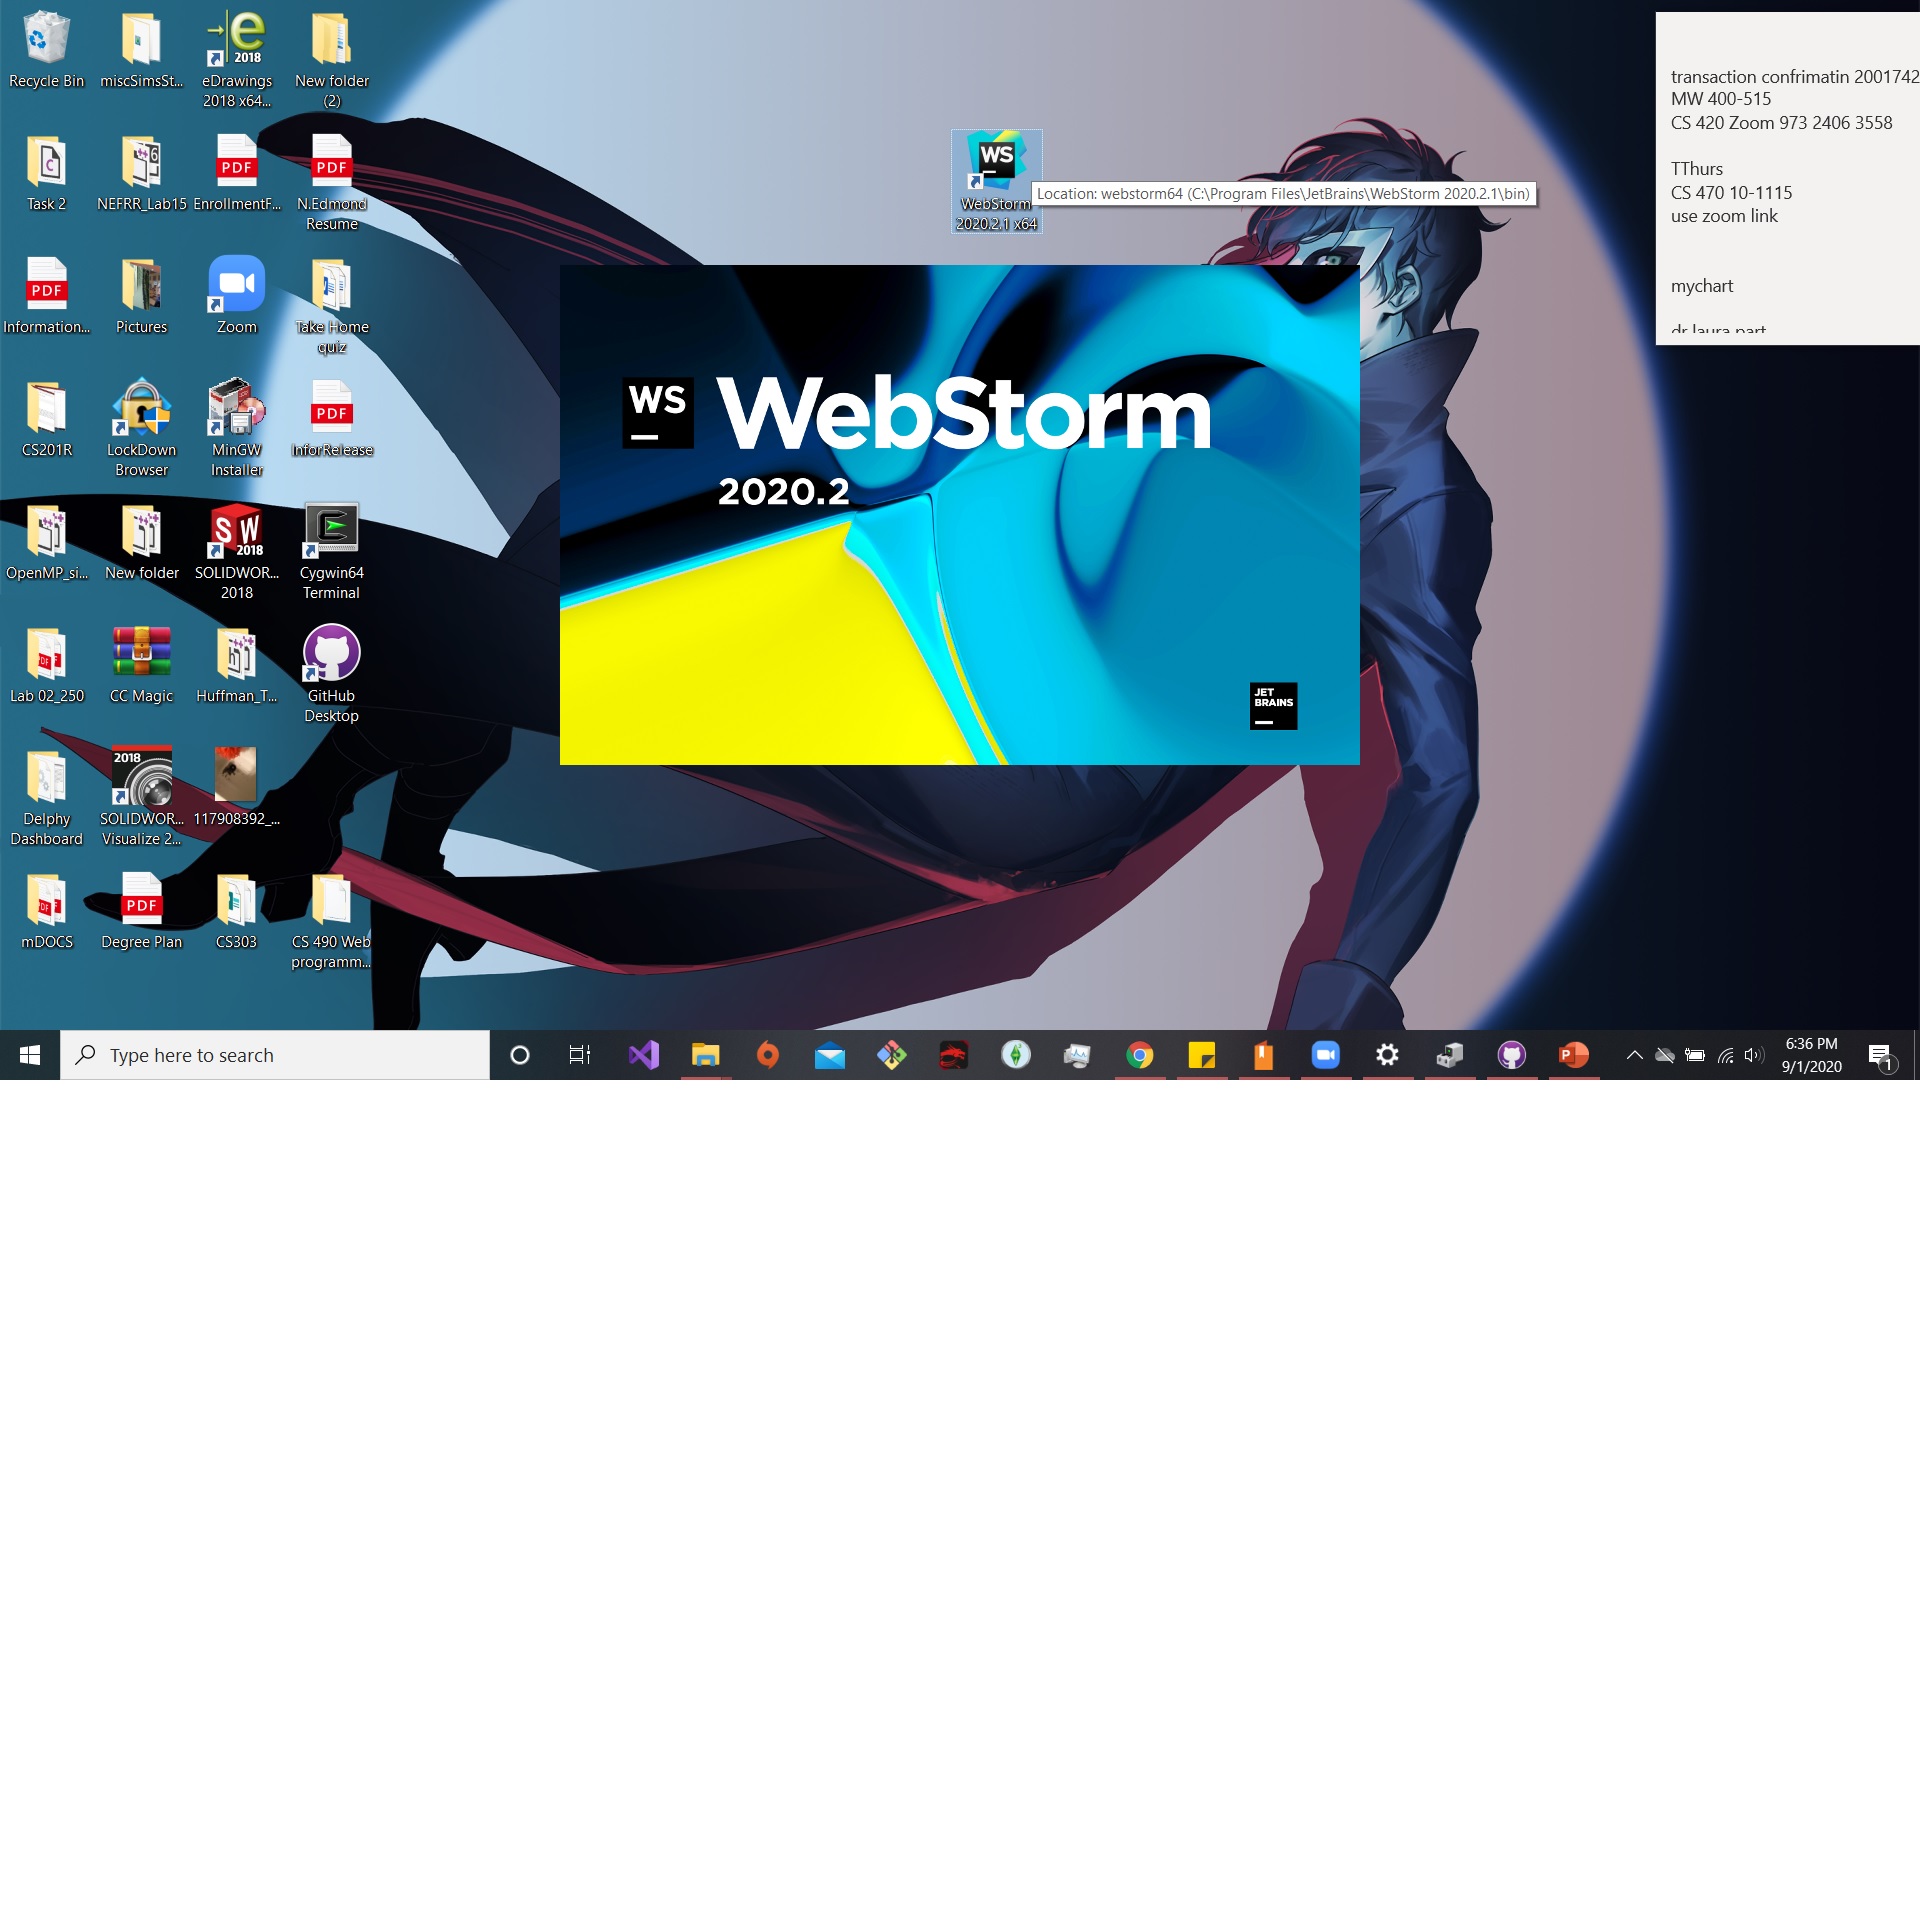 Recycle Bin
miscSimsSt...
2018
eDrawings
2018 x64...
New folder
(2)
Task 2
NEFRR_Lab15
PDF
EnrollmentF...
PDF
N.Edmond
Resume
PDF
Information...
Pictures
Zoom
Take Home
quiz
CS201R
LockDown
Browser
MinGW
Installer
PDF
InforRelease
OpenMP_si...
New folder
SW
2018
SOLIDWOR...
2018
Cygwin64
Terminal
Lab 02_250
CC Magic
Huffman_T...
GitHub
Desktop
Delphy
Dashboard
2018
SOLIDWOR...
Visualize 2...
117908392_...
mDOCS
PDF
Degree Plan
CS303
CS 490 Web
programm...
WS
WebStorm
2020.2.1 x64
Location: webstorm64 (C:\Program Files\JetBrains\WebStorm 2020.2.1\bin)
WS
WebStorm
2020.2
JET
BRAINS
transaction confrimatin 2001742
MW 400-515
CS 420 Zoom 973 2406 3558
TThurs
CS 470 10-1115
use zoom link
mychart
dr laura part
Type here to search
6:36 PM
9/1/2020
1